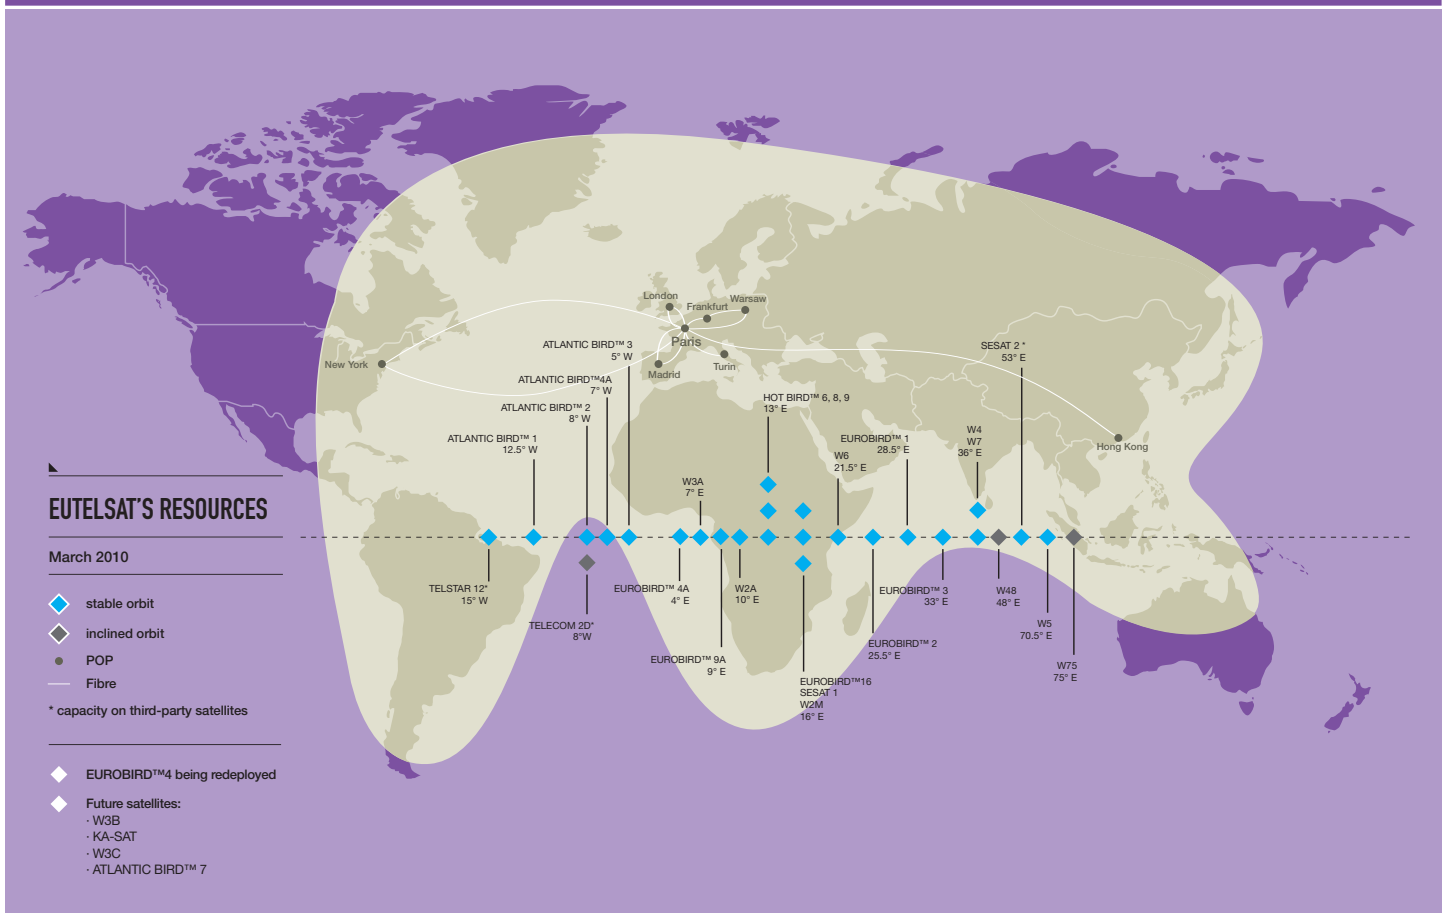 London
Warsaw
Frankfurt
Paris
New York
Madrid
Turin
Hong Kong
ATLANTIC BIRD™ 3
5° W
SESAT 2 *
53° E
ATLANTIC BIRD™4A
7° W
ATLANTIC BIRD™ 2
8° W
HOT BIRD™ 6, 8, 9
13° E
ATLANTIC BIRD™ 1
12.5° W
EUROBIRD™ 1
28.5° E
W4
W7
36° E
W6
21.5° E
W3A
7° E
TELSTAR 12*
15° W
TELECOM 2D*
8°W
EUROBIRD™ 4A
4° E
W2A
10° E
EUROBIRD™ 9A
9° E
EUROBIRD™16
SESAT 1
W2M
16° E
EUROBIRD™ 2
25.5° E
EUROBIRD™ 3
33° E
W48
48° E
W5
70.5° E
W75
75° E
EUTELSAT'S RESOURCES
March 2010
stable orbit
inclined orbit
POP
Fibre
* capacity on third-party satellites
EUROBIRD™4 being redeployed
Future satellites:
· W3B
· KA-SAT
· W3C
· ATLANTIC BIRD™ 7